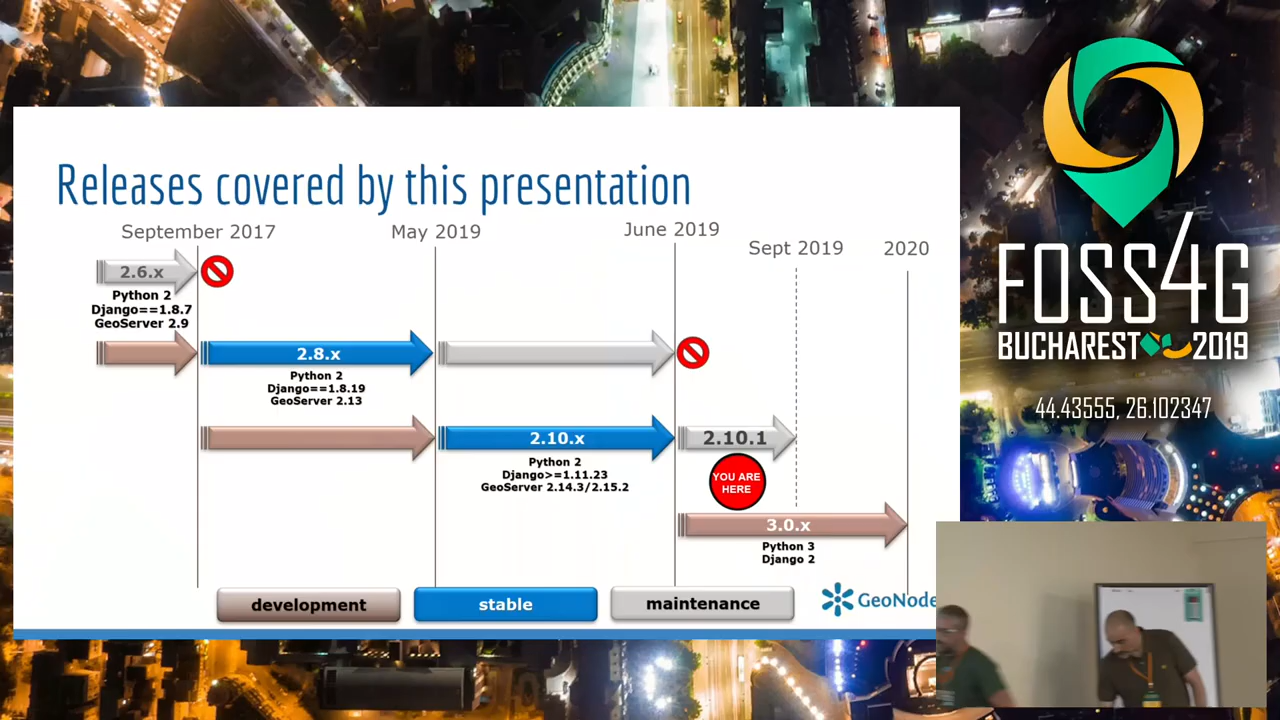 Releases covered by this presentation
September 2017
May 2019
June 2019
Sept 2019
2020
2.6.x
Python 2
Django==1.8.7
GeoServer 2.9
2.8.x
Python 2
Django==1.8.19
GeoServer 2.13
2.10.x
Python 2
Django>=1.11.23
GeoServer 2.14.3/2.15.2
2.10.1
YOU ARE
HERE
3.0.x
Python 3
Django 2
development
stable
maintenance
GeoNode
FOSS4G
BUCHAREST 2019
44.43555, 26.102347